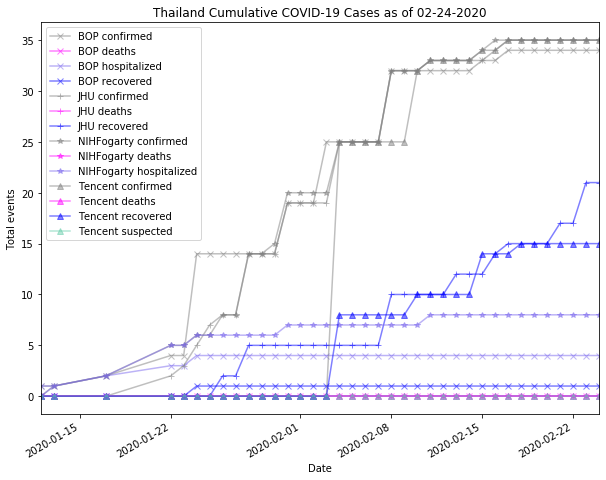 Thailand Cumulative COVID-19 Cases as of 02-24-2020
BOP confirmed
BOP deaths
BOP hospitalized
BOP recovered
JHU confirmed
JHU deaths
JHU recovered
NIHFogarty confirmed
NIHFogarty deaths
NIHFogarty hospitalized
Tencent confirmed
Tencent deaths
Tencent recovered
Tencent suspected
Total events
35
30
25
20
15
10
5
0
2020-01-15
2020-01-22
2020-02-01
2020-02-08
2020-02-15
2020-02-22
Date